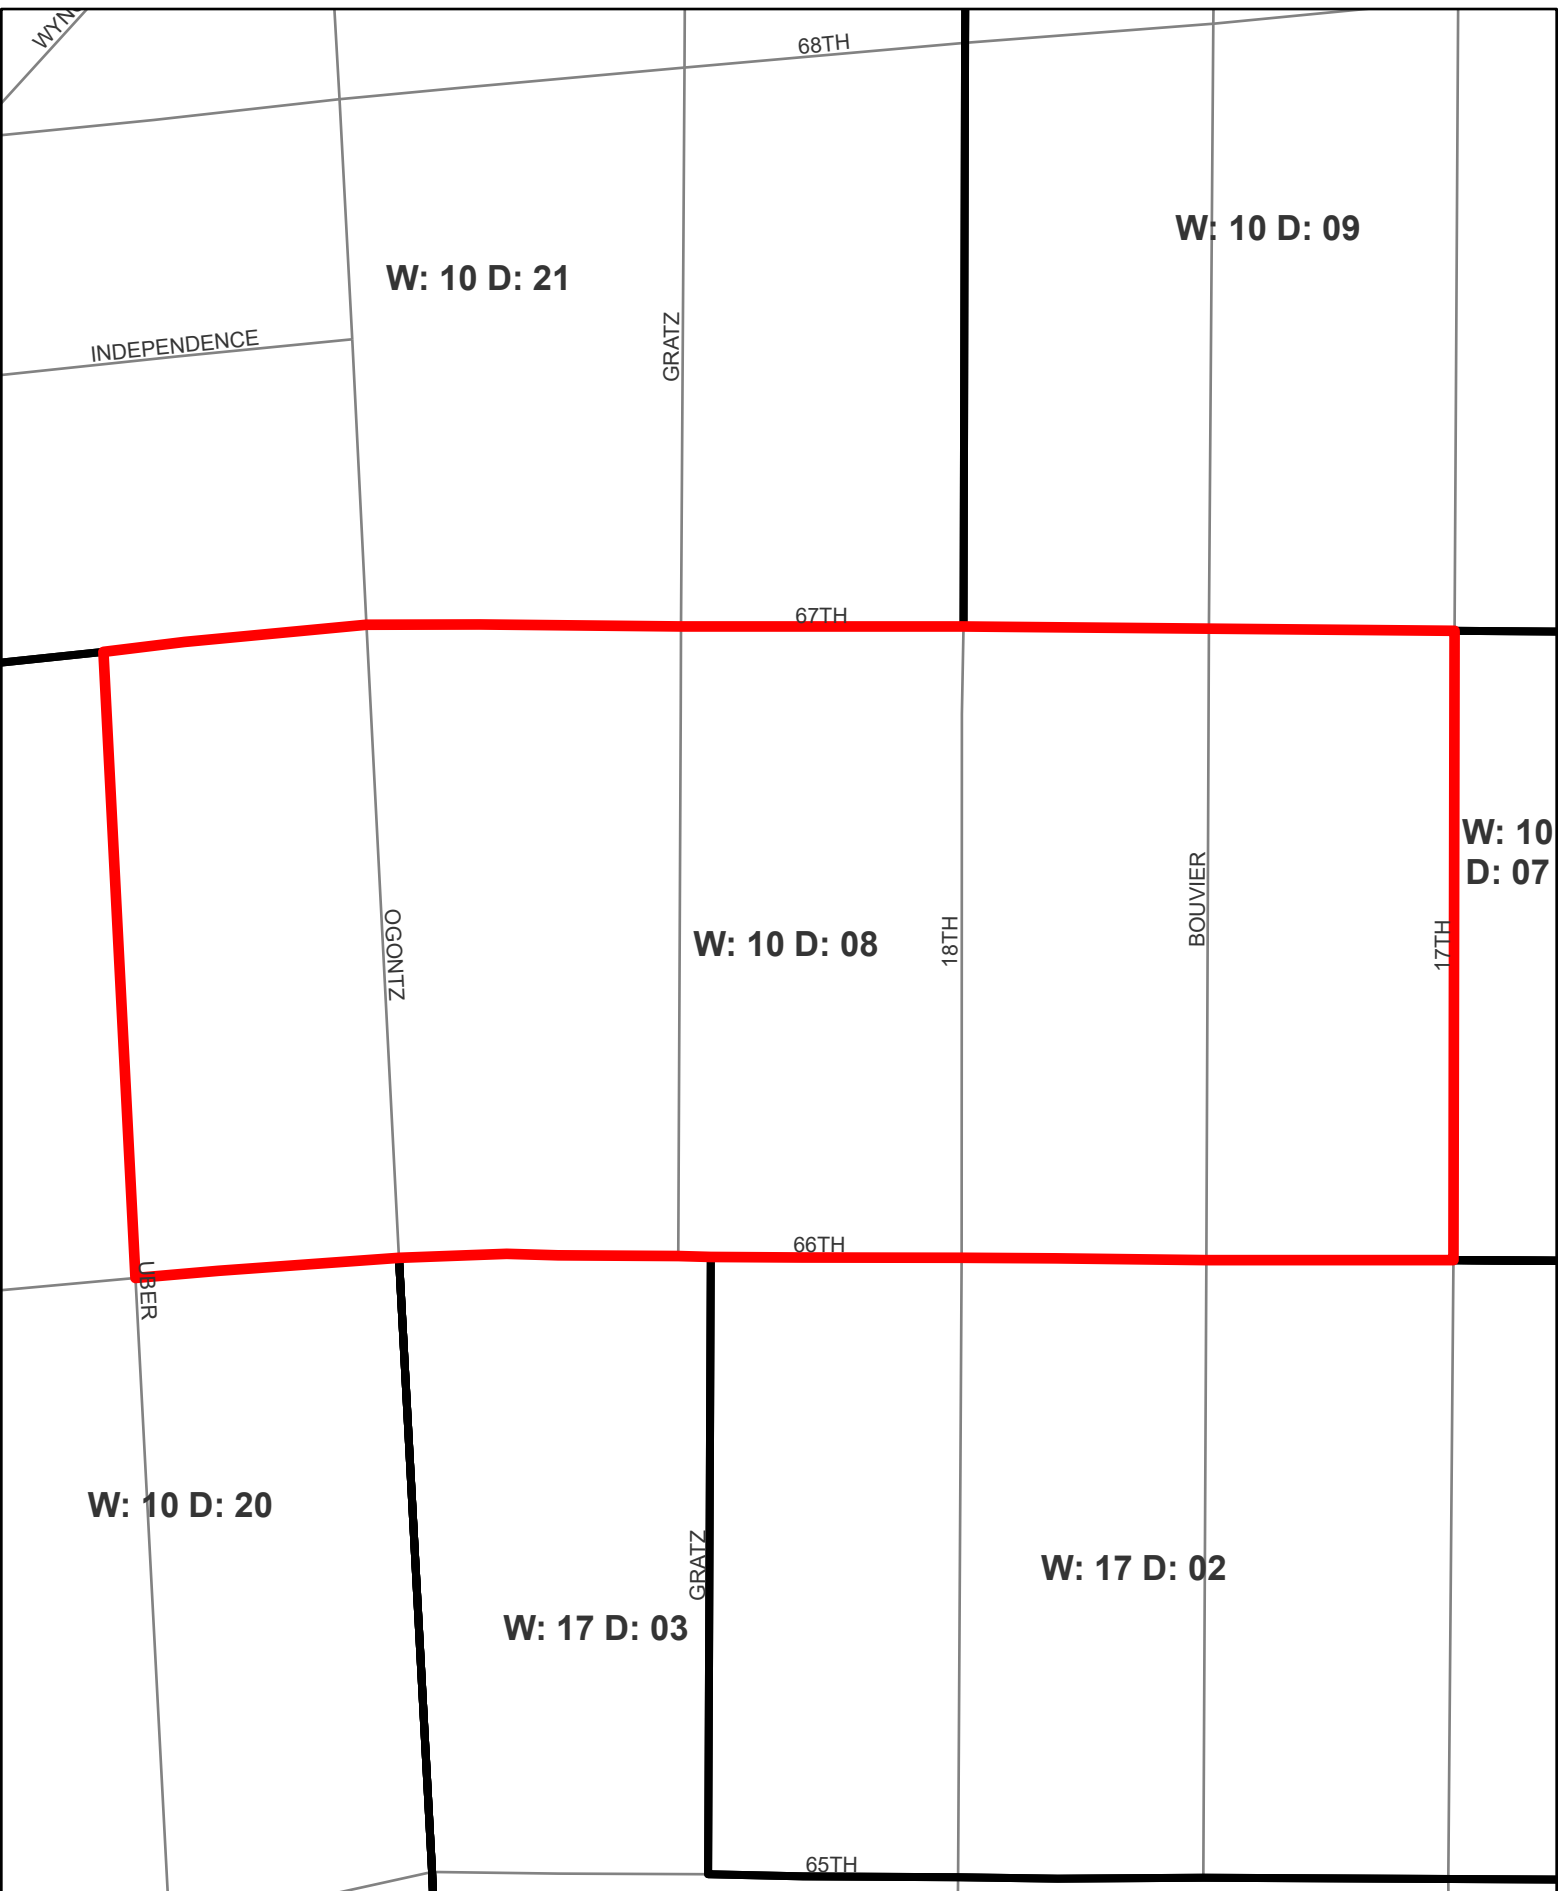 68TH
W: 10 D: 09
W: 10 D: 21
GRATZ
INDEPENDENCE
67TH
W: 10
D: 07
BOUVIER
OGONTZ
W: 10 D: 08
18TH
17TH
66TH
UBER
W: 10 D: 20
GRATZ
W: 17 D: 02
W: 17 D: 03
65TH